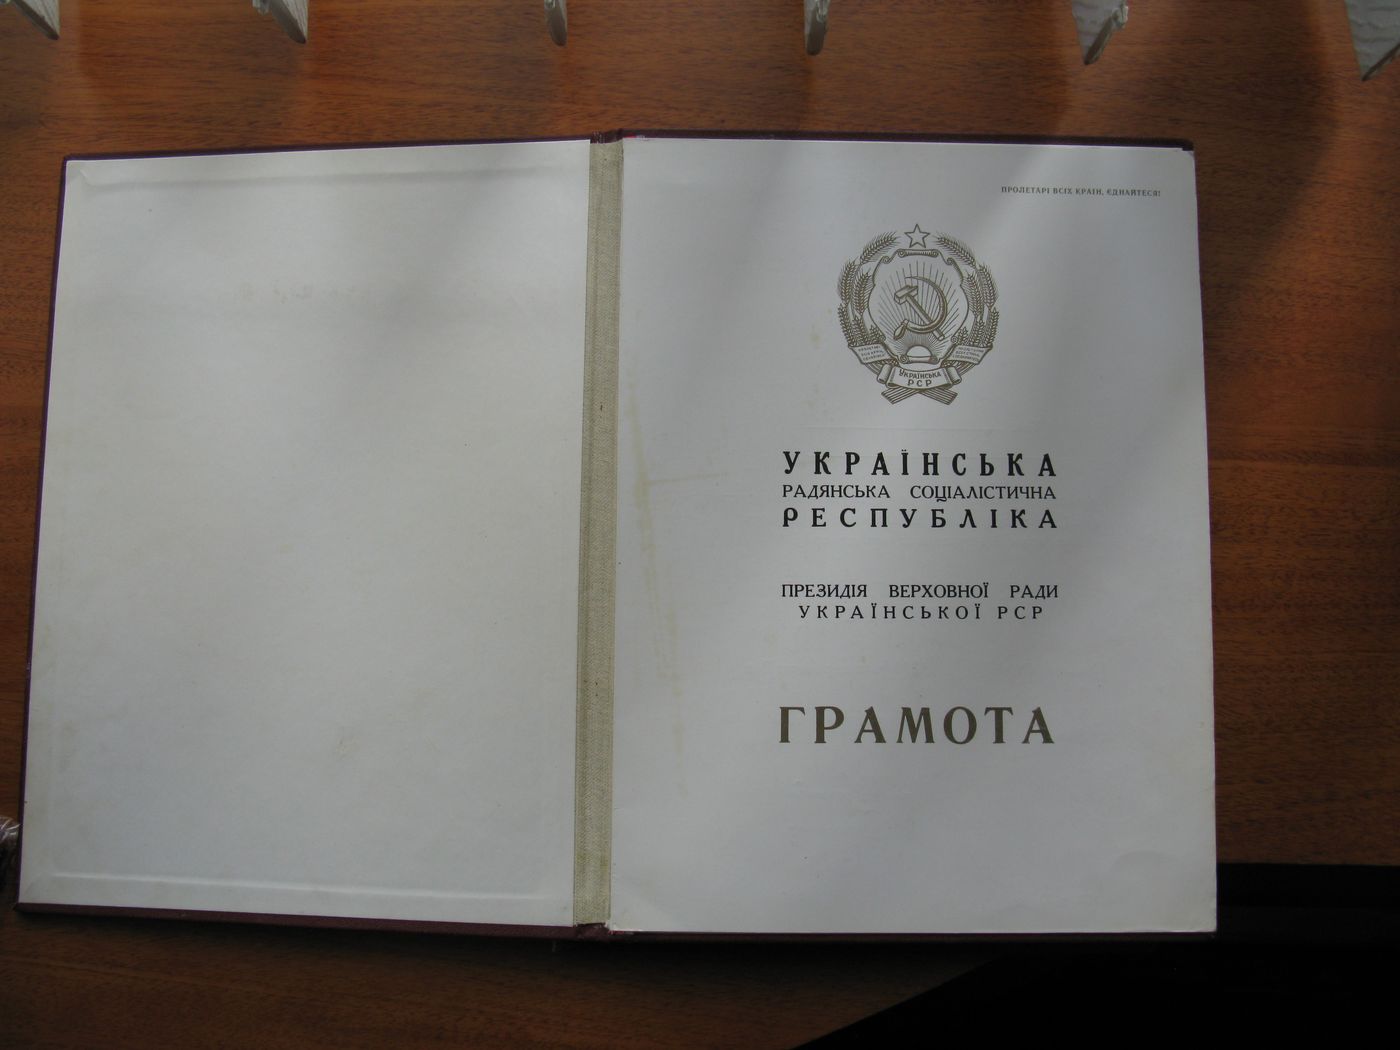 ПРОЛЕТАРІ ВСІХ КРАЇН, ЄДНАЙТЕСЯ!
УКРАЇНСЬКА
РСР
УКРАЇНСЬКА
РАДЯНСЬКА СОЦІАЛІСТИЧНА
РЕСПУБЛІКА
ПРЕЗИДІЯ ВЕРХОВНОЇ РАДИ
УКРАЇНСЬКОЇ РСР
ГРАМОТА